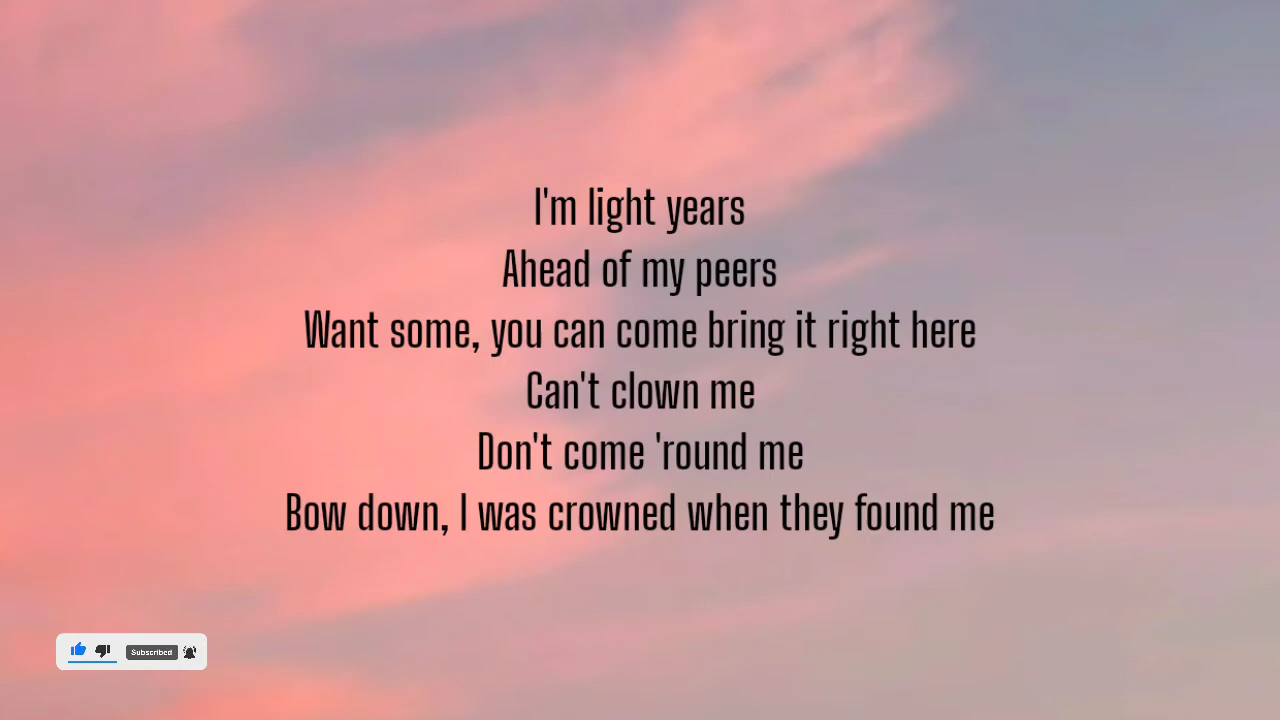 I'm light years
Ahead of my peers
Want some, you can come bring it right here
Can't clown me
Don't come 'round me
Bow down, I was crowned when they found me
Subscribed